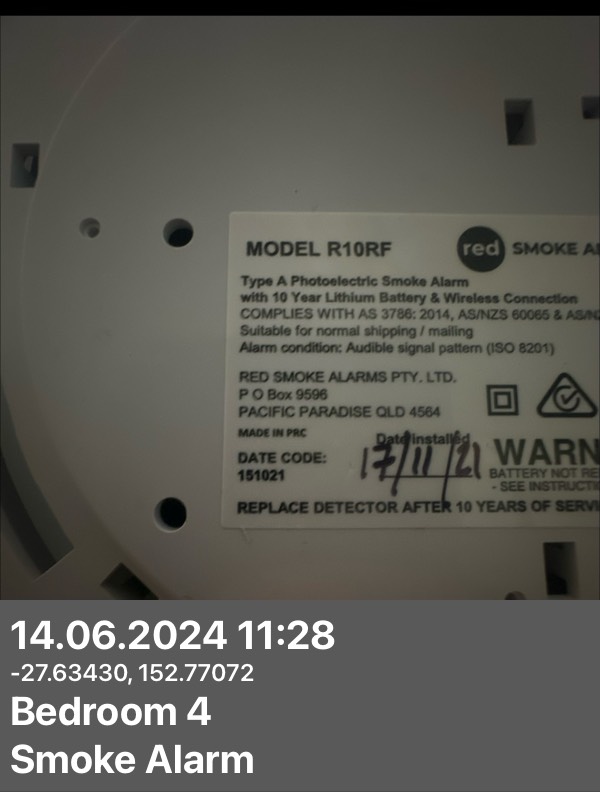 MODEL R10RF
red SMOKE
Type A Photoelectric Smoke Alarm
with 10 Year Lithium Battery & Wireless Connection
COMPLIES WITH AS 3786: 2014, AS/NZS 60065 &
Suitable for normal shipping / mailing
Alarm condition: Audible signal pattern (ISO 8201)
RED SMOKE ALARMS PTY. LTD.
P O Box 9596
PACIFIC PARADISE QLD 4564
MADE IN PRC
Date installed
DATE CODE:
151021
17/11/21
WARN
BATTERY NOT
- SEE
REPLACE DETECTOR AFTER 10 YEARS OF
14.06.2024 11:28
-27.63430, 152.77072
Bedroom 4
Smoke Alarm